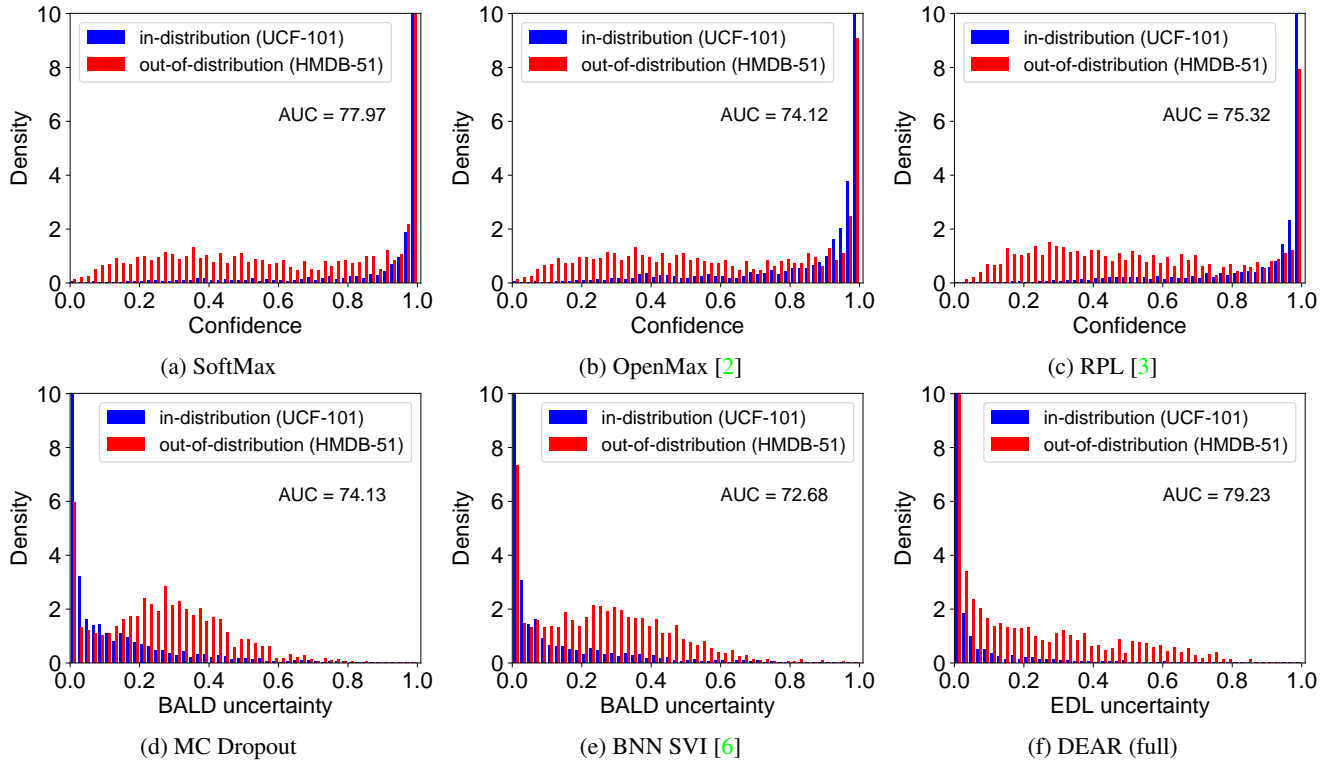 10
8
6
4
2
0
Density
in-distribution (UCF-101)
out-of-distribution (HMDB-51)
AUC = 77.97
0.0 0.2 0.4 0.6 0.8 1.0
Confidence
(a) SoftMax
10
8
6
4
2
0
Density
in-distribution (UCF-101)
out-of-distribution (HMDB-51)
AUC = 74.12
0.0 0.2 0.4 0.6 0.8 1.0
Confidence
(b) OpenMax [2]
10
8
6
4
2
0
Density
in-distribution (UCF-101)
out-of-distribution (HMDB-51)
AUC = 75.32
0.0 0.2 0.4 0.6 0.8 1.0
Confidence
(c) RPL [3]
10
8
6
4
2
0
Density
in-distribution (UCF-101)
out-of-distribution (HMDB-51)
AUC = 74.13
0.0 0.2 0.4 0.6 0.8 1.0
BALD uncertainty
(d) MC Dropout
10
8
6
4
2
0
Density
in-distribution (UCF-101)
out-of-distribution (HMDB-51)
AUC = 72.68
0.0 0.2 0.4 0.6 0.8 1.0
BALD uncertainty
(e) BNN SVI [6]
10
8
6
4
2
0
Density
in-distribution (UCF-101)
out-of-distribution (HMDB-51)
AUC = 79.23
0.0 0.2 0.4 0.6 0.8 1.0
EDL uncertainty
(f) DEAR (full)